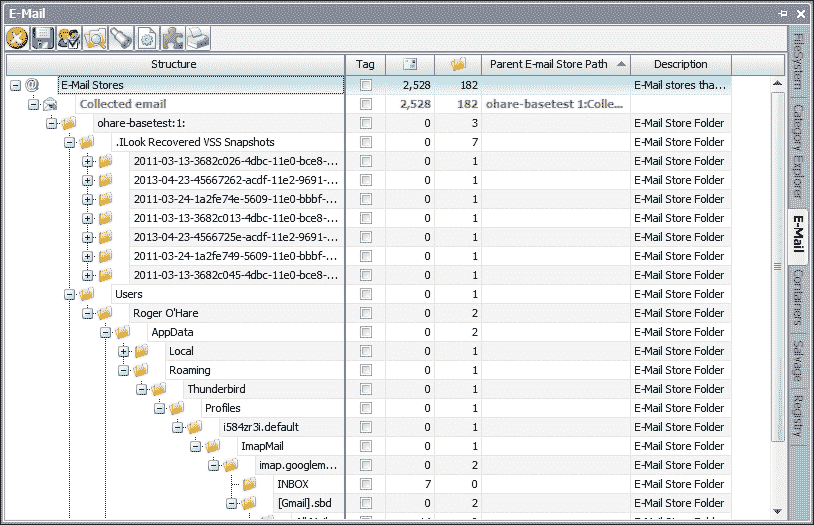 E-Mail
Structure Tag Parent E-mail Store Path Description
E-Mail Stores 2,528 182 E-Mail stores tha...
Collected email 2,528 182 ohare-basetest 1:Colle...
ohare-basetest:1: 0 3 E-Mail Store Folder
.ILook Recovered VSS Snapshots 0 7 E-Mail Store Folder
2011-03-13-3682c026-4dbc-11e0-bce8-... 0 1 E-Mail Store Folder
2013-04-23-45667262-acdf-11e2-9691-... 0 1 E-Mail Store Folder
2011-03-24-1a2fe74e-5609-11e0-bbbf-... 0 1 E-Mail Store Folder
2011-03-13-3682c013-4dbc-11e0-bce8-... 0 1 E-Mail Store Folder
2013-04-23-4566725e-acdf-11e2-9691-... 0 1 E-Mail Store Folder
2011-03-24-1a2fe749-5609-11e0-bbbf-... 0 1 E-Mail Store Folder
2011-03-13-3682c045-4dbc-11e0-bce8-... 0 1 E-Mail Store Folder
Users 0 1 E-Mail Store Folder
Roger O'Hare 0 2 E-Mail Store Folder
AppData 0 2 E-Mail Store Folder
Local 0 1 E-Mail Store Folder
Roaming 0 1 E-Mail Store Folder
Thunderbird 0 1 E-Mail Store Folder
Profiles 0 1 E-Mail Store Folder
i584zr3i.default 0 1 E-Mail Store Folder
ImapMail 0 1 E-Mail Store Folder
imap.googlem... 0 2 E-Mail Store Folder
INBOX 7 0 E-Mail Store Folder
[Gmail].sbd 0 2 E-Mail Store Folder
FileSystem
Category Explorer
E-Mail
Containers
Salvage
Registry